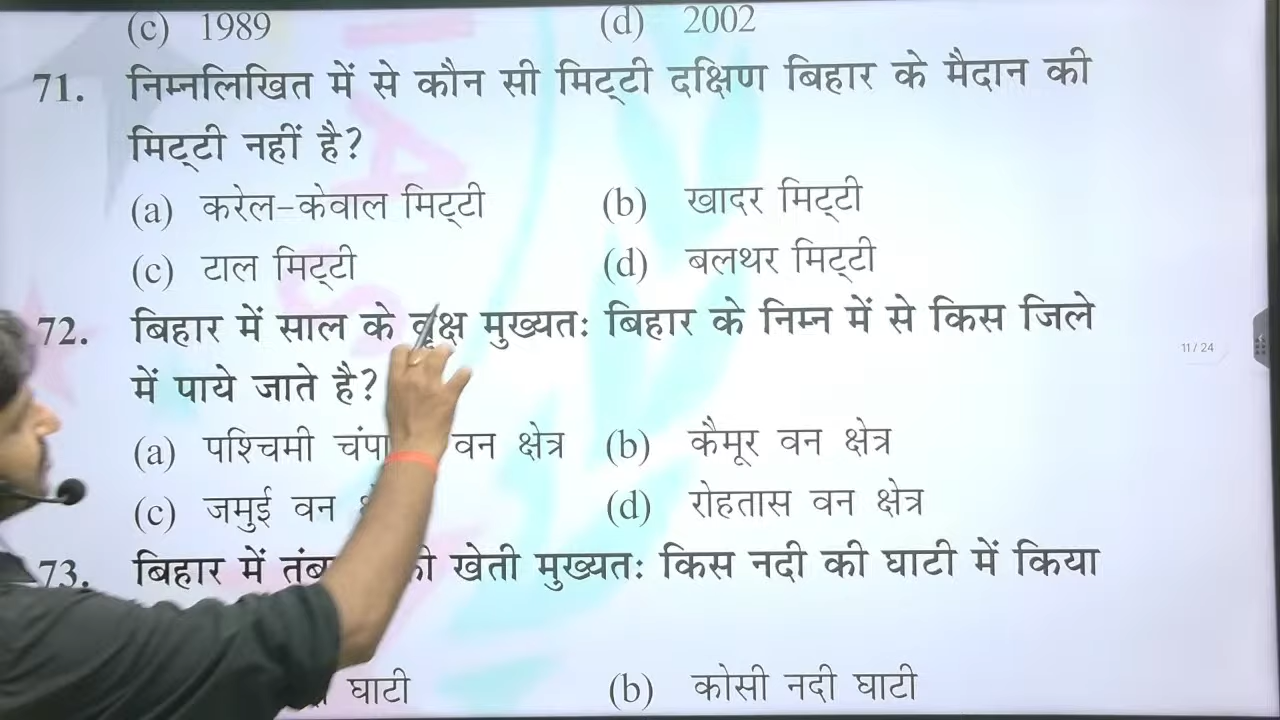 (c) 1989 (d) 2002
71. निम्नलिखित में से कौन सी मिट्टी दक्षिण बिहार के मैदान की
मिट्टी नहीं है?
(a) करेल-केवाल मिट्टी (b) खादर मिट्टी
(c) टाल मिट्टी (d) बलथर मिट्टी
72. बिहार में साल के वृक्ष मुख्यतः बिहार के निम्न में से किस जिले
में पाये जाते है?
(a) पश्चिमी वन क्षेत्र (b) कैमूर वन क्षेत्र
(c) जमुई वन (d) रोहतास वन क्षेत्र
73. बिहार में खेती मुख्यतः किस नदी की घाटी में किया
घाटी (b) कोसी नदी घाटी
11 / 24